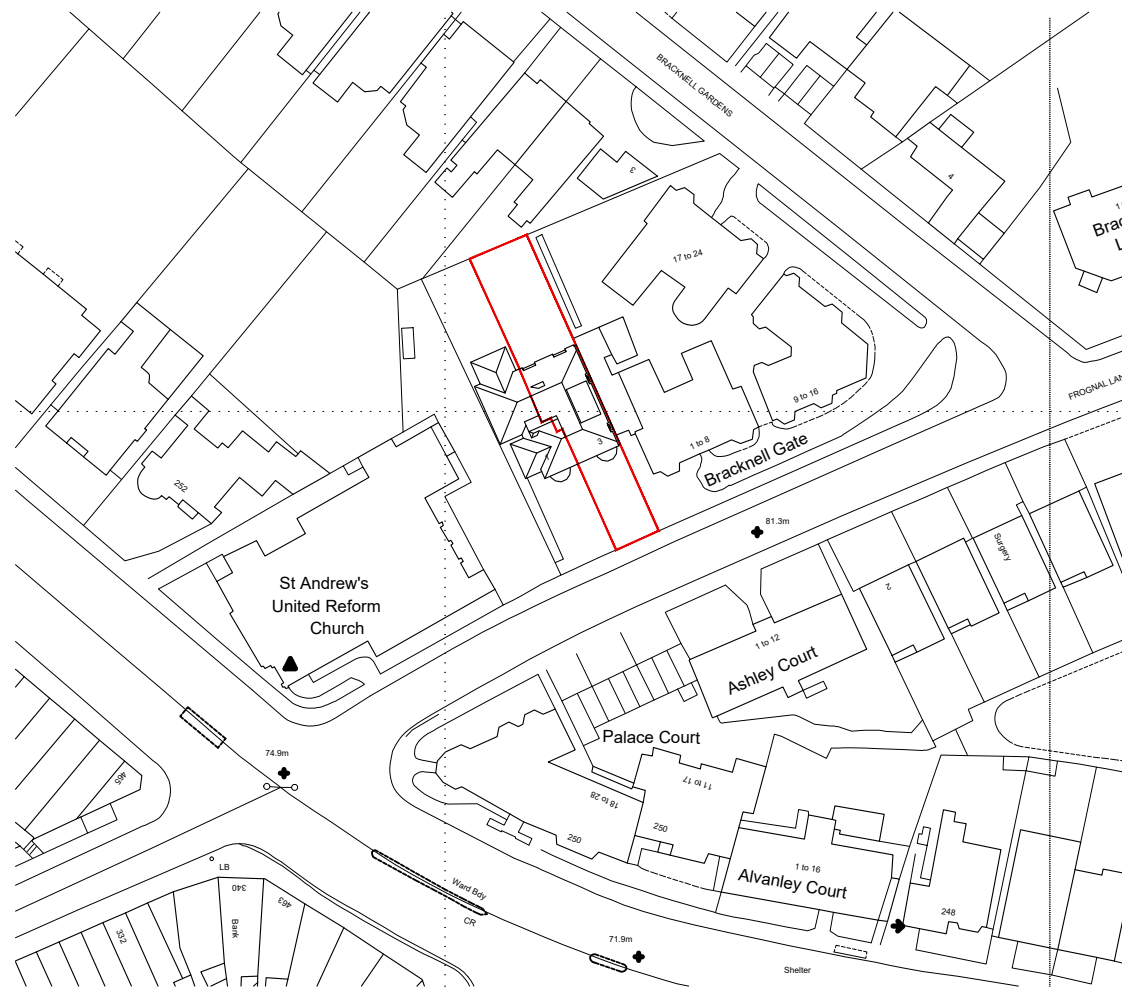 BRACKNELL GARDENS
3
4
17 to 24
9 to 16
FROGNAL LAN
1 to 8
Bracknell Gate
3
252
81.3m
Surgery
2
St Andrew's
United Reform
Church
1 to 12
Ashley Court
Palace Court
74.9m
465
11 to 17
18 to 28
250
250
1 to 16
Alvanley Court
248
LB
340
463
Bank
332
Ward Bdy
CR
71.9m
Shelter